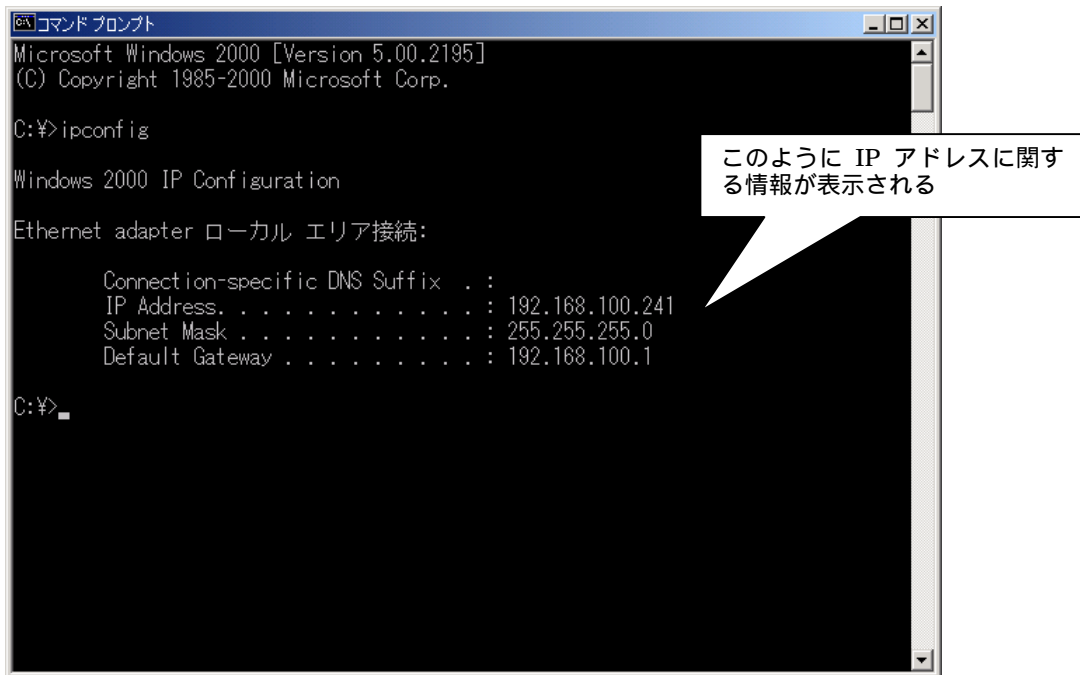 コマンド プロンプト
Microsoft Windows 2000 [Version 5.00.2195]
(C) Copyright 1985-2000 Microsoft Corp.
C:¥>ipconfig
Windows 2000 IP Configuration
Ethernet adapter ローカル エリア接続:
Connection-specific DNS Suffix . :
IP Address. . . . . . . . . . . . : 192.168.100.241
Subnet Mask . . . . . . . . . . . : 255.255.255.0
Default Gateway . . . . . . . . . : 192.168.100.1
C:¥>
このように IP アドレスに関す
る情報が表示される